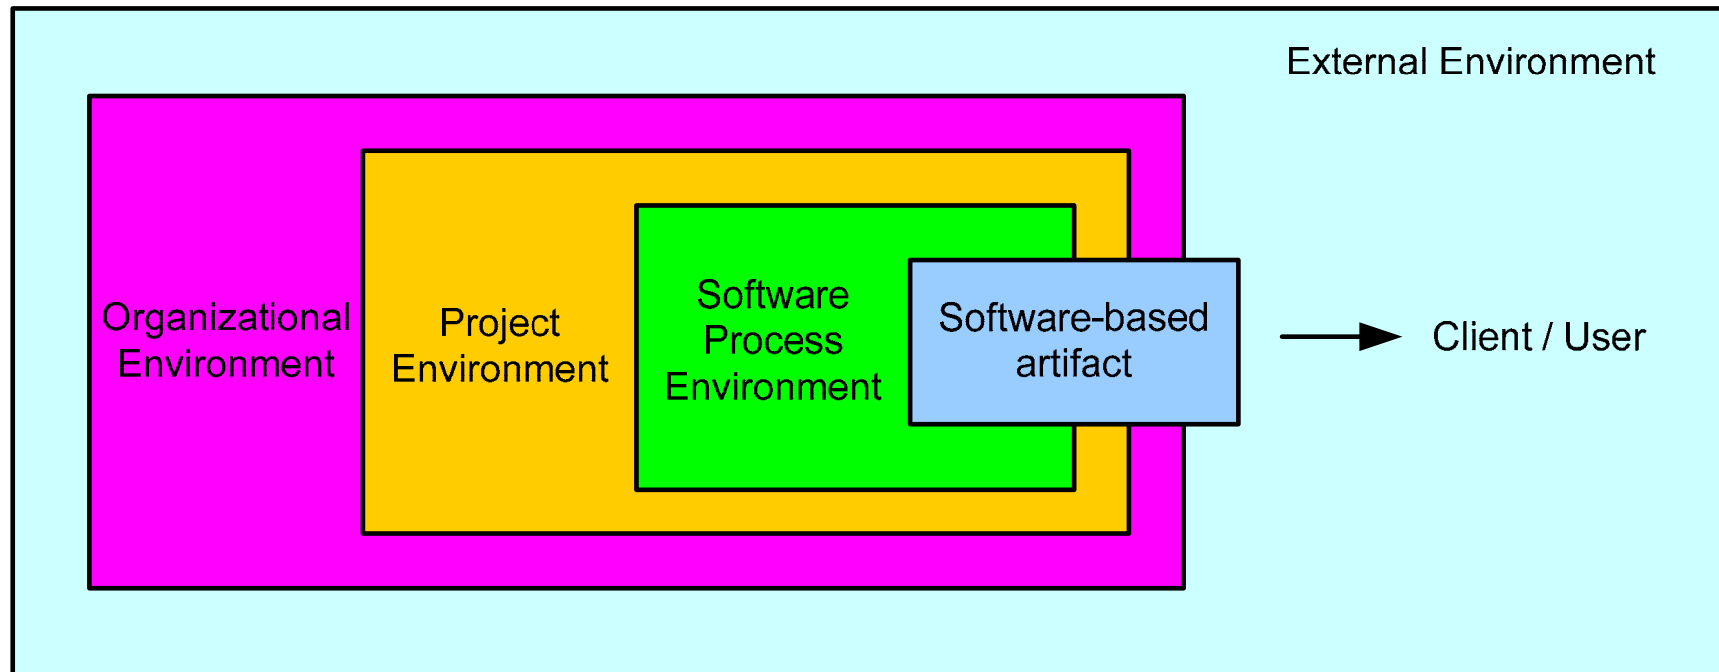 External Environment
Organizational
Environment
Project
Environment
Software
Process
Environment
Software-based
artifact
Client / User